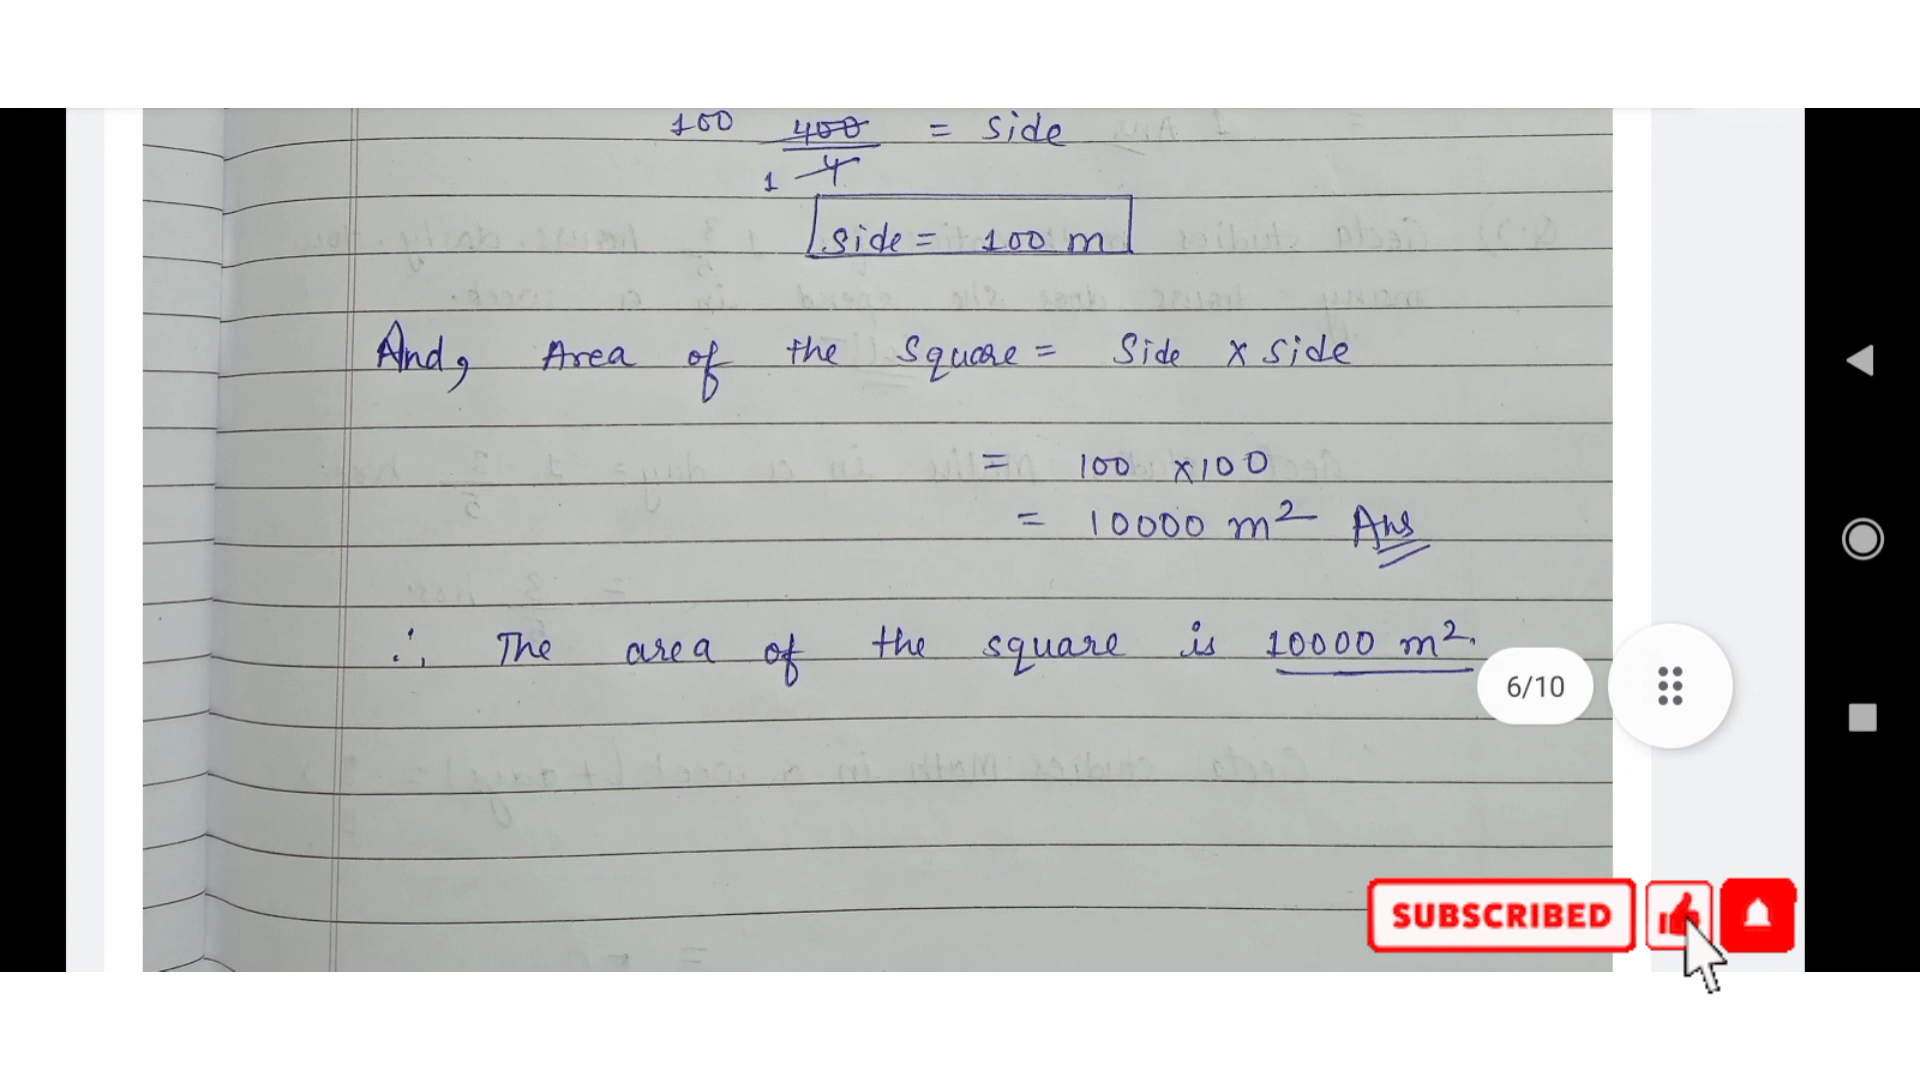 100 400 = side
1 4
side = 100 m
And, Area of the Square = Side x side
= 100 x100
= 10000 m² Ans
∴ The area of the square is 10000 m².
6/10
SUBSCRIBED